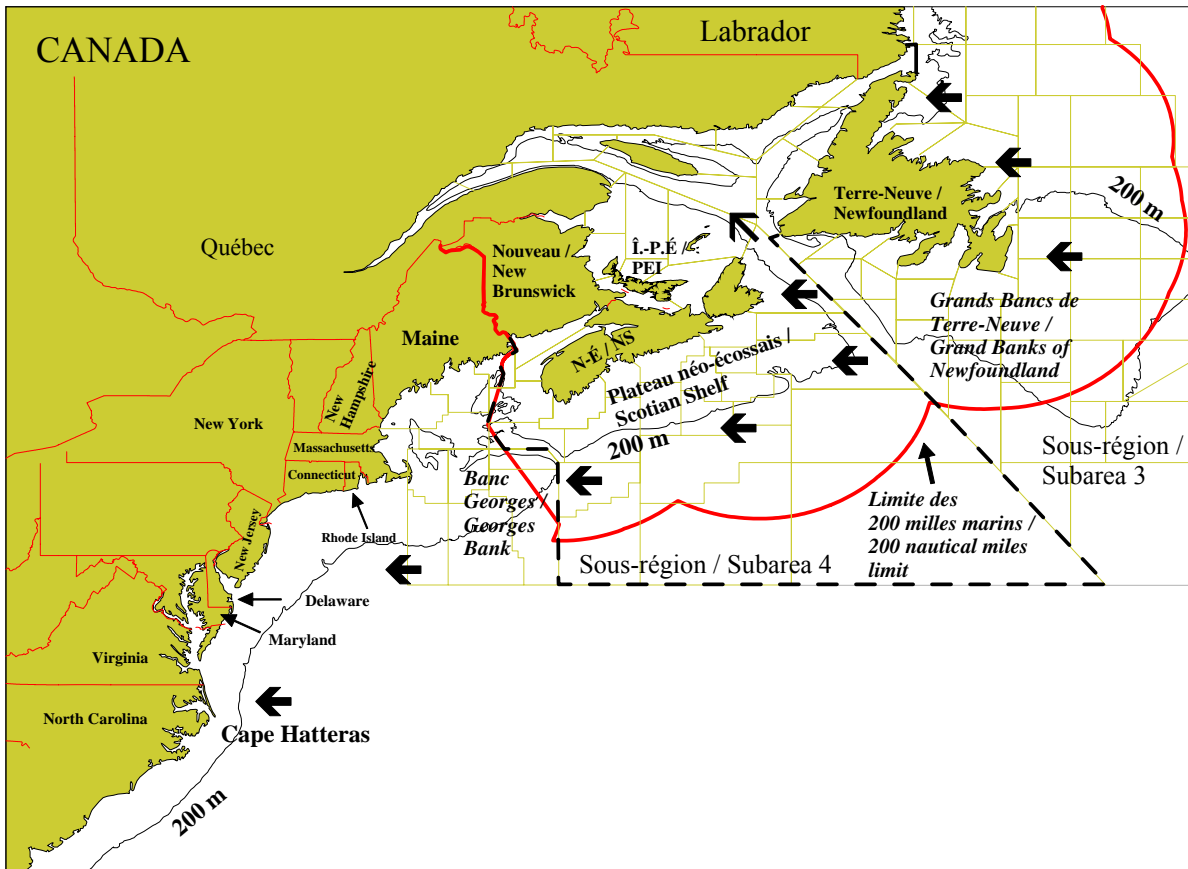 CANADA
Labrador
200 m
Terre-Neuve /
Newfoundland
Québec
Nouveau /
New
Brunswick
Î.-P.É /
PEI
Grands Bancs de
Terre-Neuve /
Grand Banks of
Newfoundland
Maine
N-É / NS
Plateau néo-écossais /
Scotian Shelf
New
Hampshire
New York
Massachusetts
200 m
Sous-région /
Subarea 3
Connecticut
Banc
Georges /
Georges
Bank
Limite des
200 milles marins /
200 nautical miles
limit
New Jersey
Rhode Island
Sous-région / Subarea 4
Delaware
Maryland
Virginia
North Carolina
Cape Hatteras
200 m